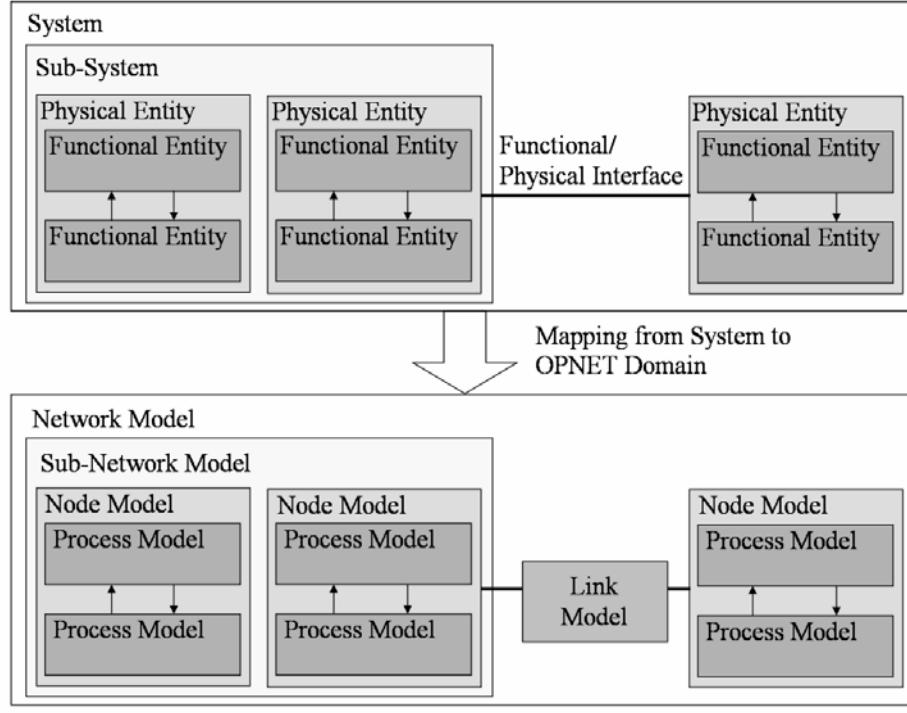 System
Sub-System
Physical Entity
Functional Entity
Functional Entity
Physical Entity
Functional Entity
Functional Entity
Functional/
Physical Interface
Physical Entity
Functional Entity
Functional Entity
Mapping from System to
OPNET Domain
Network Model
Sub-Network Model
Node Model
Process Model
Process Model
Node Model
Process Model
Process Model
Link
Model
Node Model
Process Model
Process Model